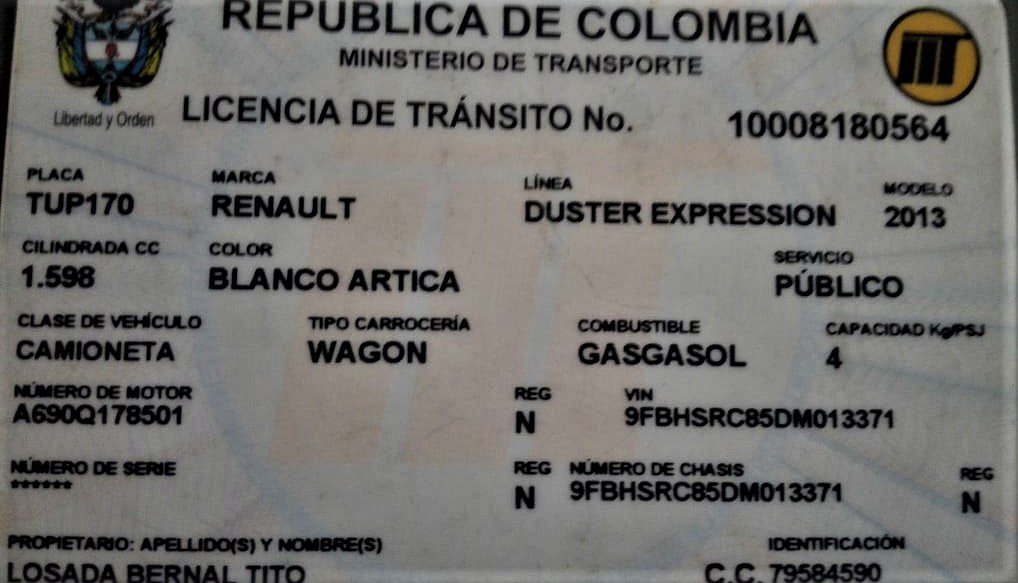 REPÚBLICA DE COLOMBIA
MINISTERIO DE TRANSPORTE
Libertad y Orden
LICENCIA DE TRÁNSITO No. 10008180564
PLACA MARCA LÍNEA MODELO
TUP170 RENAULT DUSTER EXPRESSION 2013
CILINDRADA CC COLOR SERVICIO
1.598 BLANCO ARTICA PÚBLICO
CLASE DE VEHÍCULO TIPO CARROCERÍA COMBUSTIBLE CAPACIDAD Kg/PSJ
CAMIONETA WAGON GASGASOL 4
NÚMERO DE MOTOR REG VIN
A690Q178501 N 9FBHSRC85DM013371
NÚMERO DE SERIE REG NÚMERO DE CHASIS REG
****** N 9FBHSRC85DM013371 N
PROPIETARIO: APELLIDO(S) Y NOMBRE(S) IDENTIFICACIÓN
LOSADA BERNAL TITO C.C. 79584590